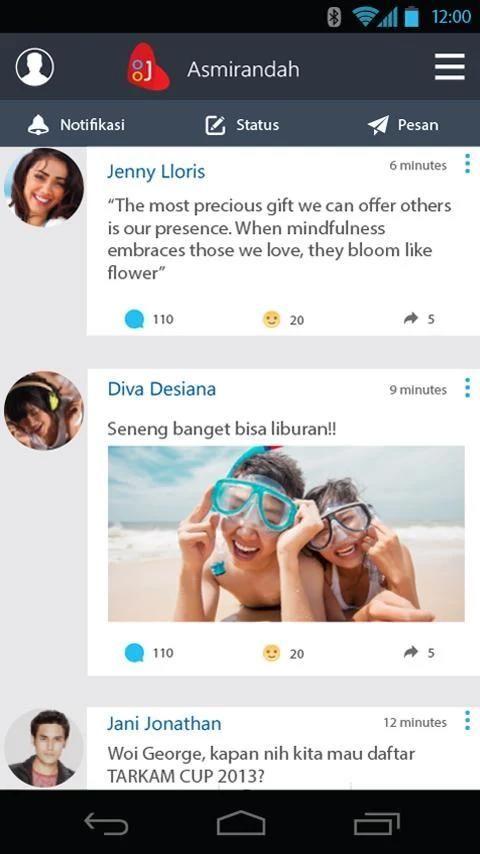 12:00
Asmirandah
Notifikasi
Status
Pesan
Jenny Lloris
6 minutes
“The most precious gift we can offer others
is our presence. When mindfulness
embraces those we love, they bloom like
flower”
110
20
5
Diva Desiana
9 minutes
Seneng banget bisa liburan!!
110
20
5
Jani Jonathan
12 minutes
Woi George, kapan nih kita mau daftar
TARKAM CUP 2013?